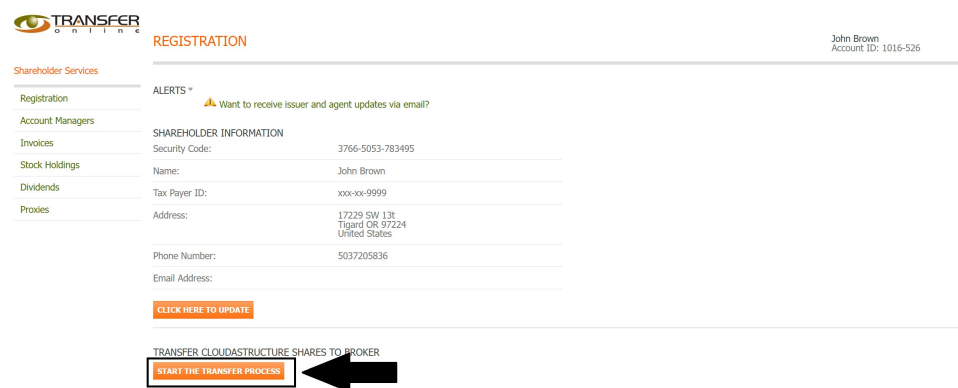 TRANSFER
online
REGISTRATION
John Brown
Account ID: 1016-526
Shareholder Services
Registration
Account Managers
Invoices
Stock Holdings
Dividends
Proxies
ALERTS
Want to receive issuer and agent updates via email?
SHAREHOLDER INFORMATION
Security Code: 3766-5053-783495
Name: John Brown
Tax Payer ID: xxx-xx-9999
Address: 17229 SW 13t
Tigard OR 97224
United States
Phone Number: 5037205836
Email Address:
CLICK HERE TO UPDATE
TRANSFER CLOUDASTRUCTURE SHARES TO BROKER
START THE TRANSFER PROCESS